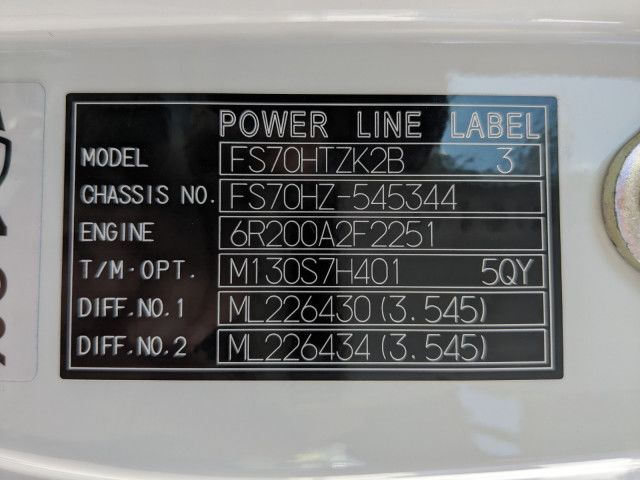 POWER LINE LABEL
MODEL FS70HTZK2B 3
CHASSIS NO. FS70HZ-545344
ENGINE 6R200A2F2251
T/M·OPT. M130S7H401 5QY
DIFF.NO.1 ML226430 (3.545)
DIFF.NO.2 ML226434 (3.545)